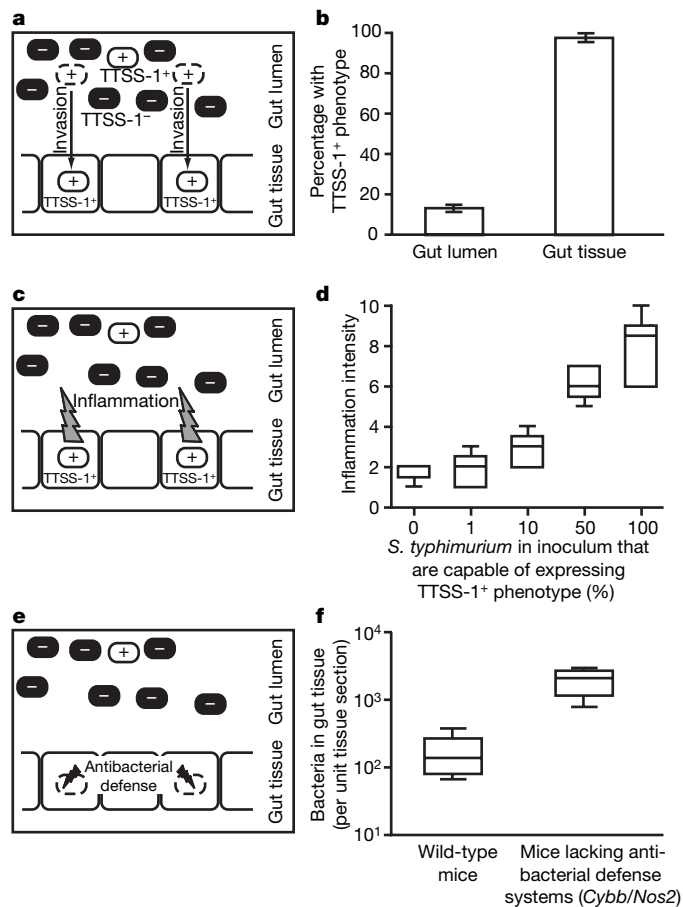 a
−
−
+
−
+
TTSS-1⁺
+
−
−
−
−
TTSS-1⁻
Invasion
Invasion
+
+
TTSS-1⁺
TTSS-1⁺
Gut lumen
Gut tissue
b
Percentage with
TTSS-1⁺ phenotype
100
80
60
40
20
0
Gut lumen
Gut tissue
c
−
−
+
−
−
−
−
−
Inflammation
+
+
TTSS-1⁺
TTSS-1⁺
Gut lumen
Gut tissue
d
Inflammation intensity
10
8
6
4
2
0
0
1
10
50
100
S. typhimurium in inoculum that
are capable of expressing
TTSS-1⁺ phenotype (%)
e
−
−
+
−
−
−
−
−
Antibacterial
defense
Gut lumen
Gut tissue
f
Bacteria in gut tissue
(per unit tissue section)
10⁴
10³
10²
10¹
Wild-type
mice
Mice lacking anti-
bacterial defense
systems (Cybb/Nos2)